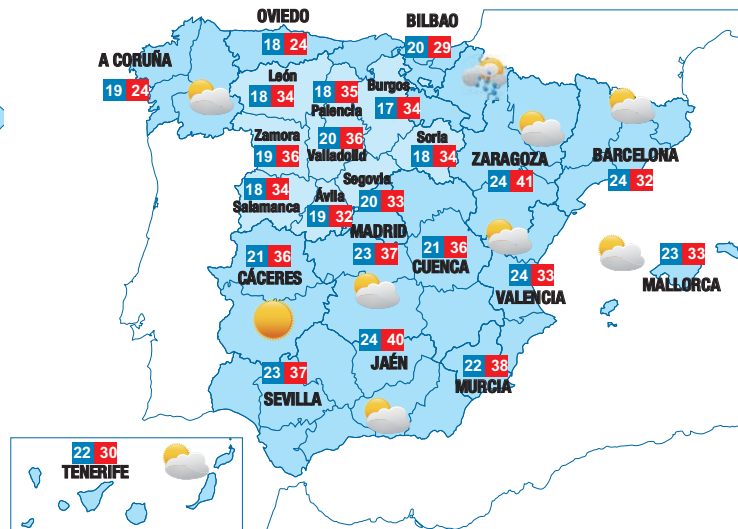 OVIEDO
18 24
BILBAO
20 29
A CORUÑA
19 24
León
18 34
18 35
Palencia
Burgos
17 34
Zamora
19 36
20 36
Valladolid
Soria
18 34
ZARAGOZA
24 41
BARCELONA
24 32
18 34
Salamanca
Ávila
19 32
Segovia
20 33
MADRID
23 37
21 36
CÁCERES
21 36
CUENCA
24 33
VALENCIA
23 33
MALLORCA
24 40
JAÉN
22 38
MURCIA
23 37
SEVILLA
22 30
TENERIFE